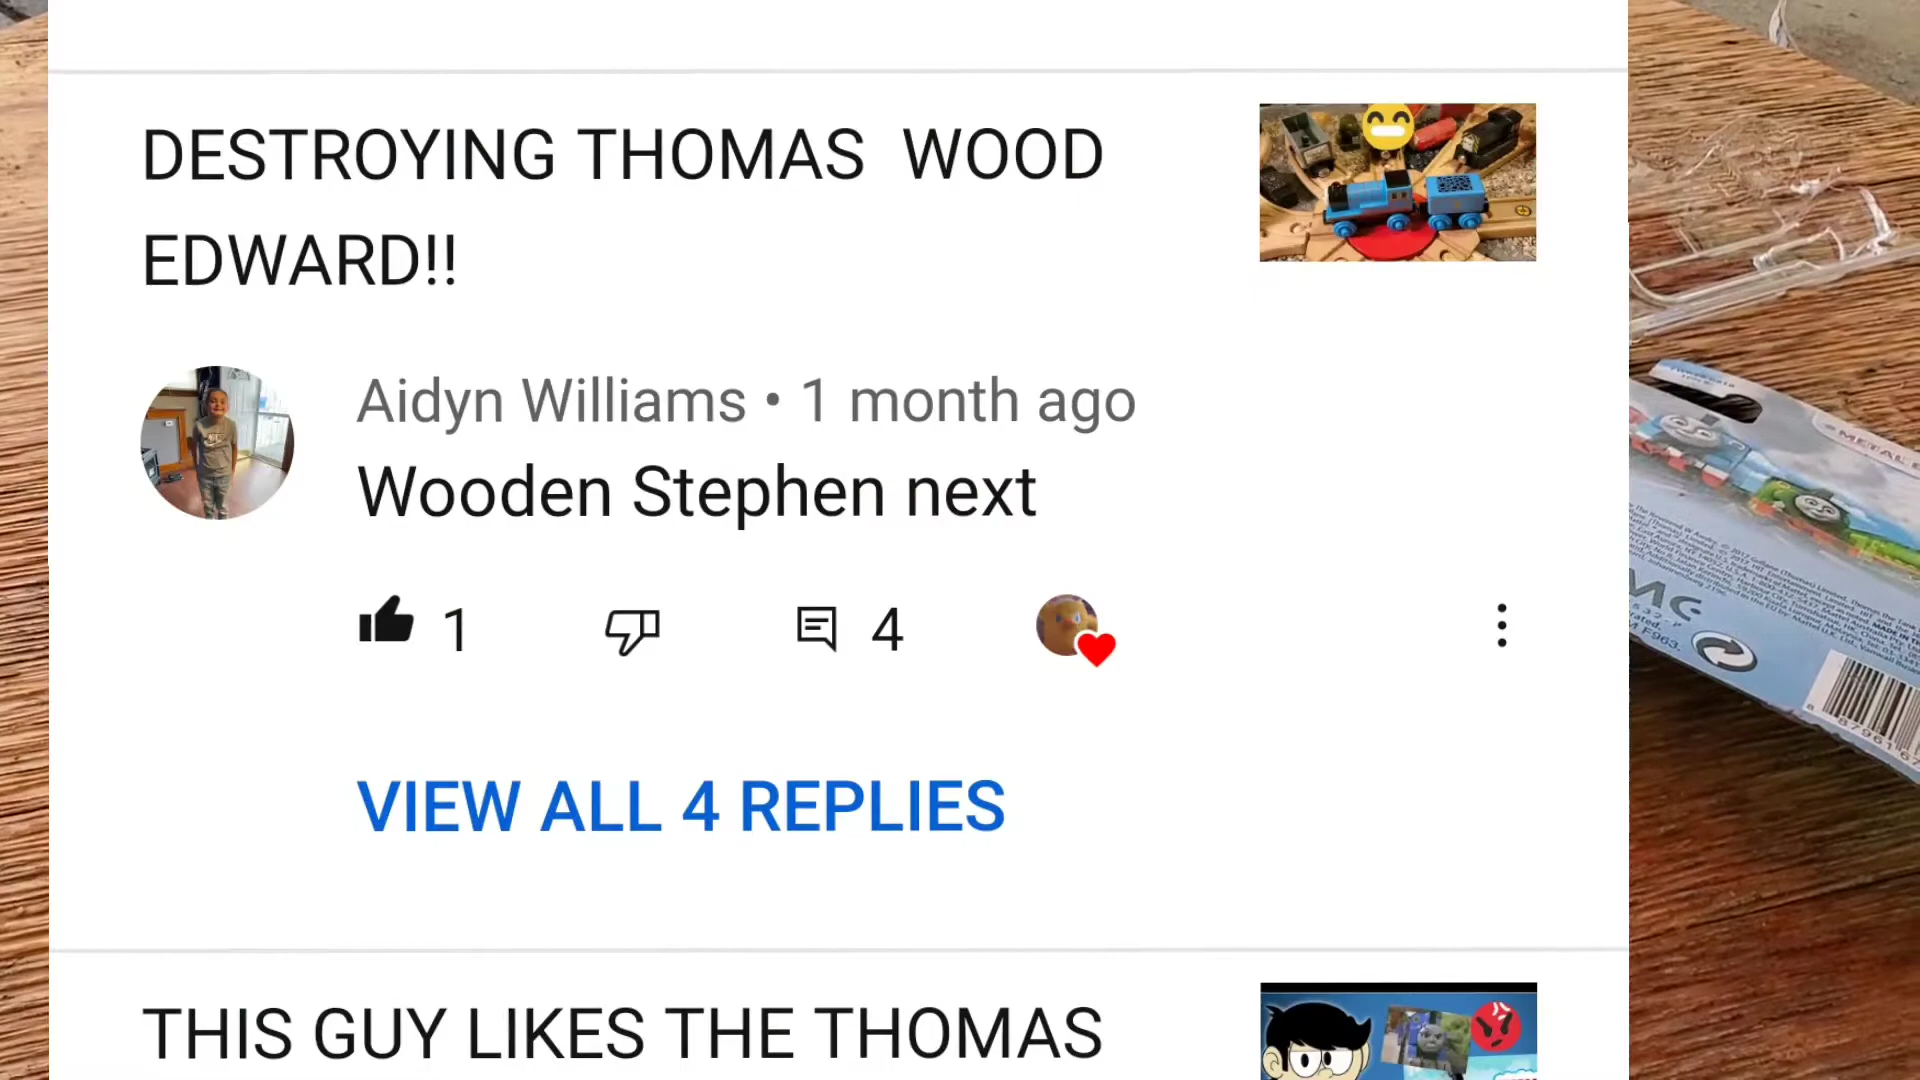 DESTROYING THOMAS WOOD
EDWARD!!
Aidyn Williams • 1 month ago
Wooden Stephen next
1
4
VIEW ALL 4 REPLIES
THIS GUY LIKES THE THOMAS